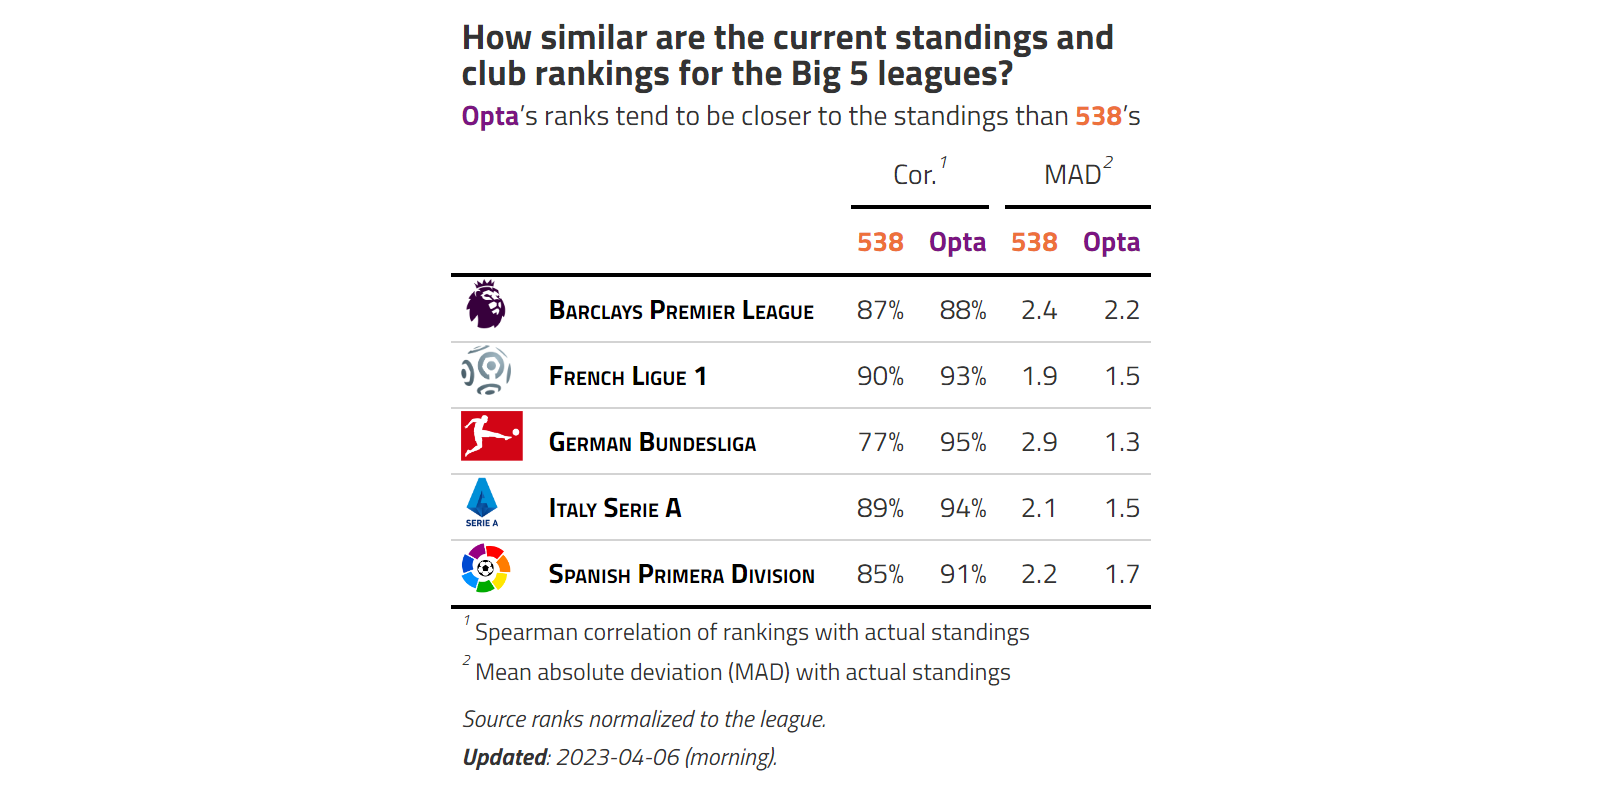 How similar are the current standings and
club rankings for the Big 5 leagues?
Opta's ranks tend to be closer to the standings than 538's
Cor.1 MAD2
538 Opta 538 Opta
Barclays Premier League 87% 88% 2.4 2.2
French Ligue 1 90% 93% 1.9 1.5
German Bundesliga 77% 95% 2.9 1.3
SERIE A Italy Serie A 89% 94% 2.1 1.5
Spanish Primera Division 85% 91% 2.2 1.7
1 Spearman correlation of rankings with actual standings
2 Mean absolute deviation (MAD) with actual standings
Source ranks normalized to the league.
Updated: 2023-04-06 (morning).